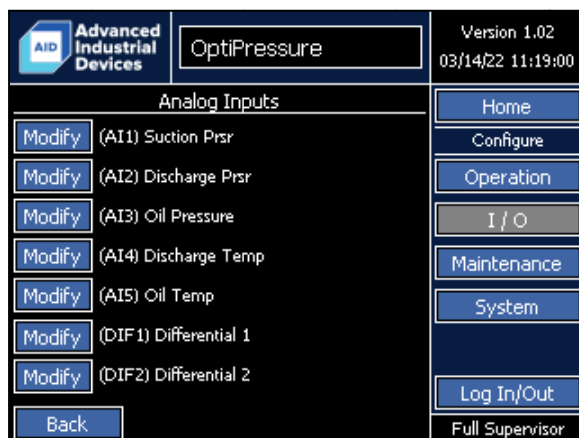 AID
Advanced
Industrial
Devices
OptiPressure
Version 1.02
03/14/22 11:19:00
Analog Inputs
Modify (AI1) Suction Prsr
Modify (AI2) Discharge Prsr
Modify (AI3) Oil Pressure
Modify (AI4) Discharge Temp
Modify (AI5) Oil Temp
Modify (DIF1) Differential 1
Modify (DIF2) Differential 2
Back
Home
Configure
Operation
I / O
Maintenance
System
Log In/Out
Full Supervisor